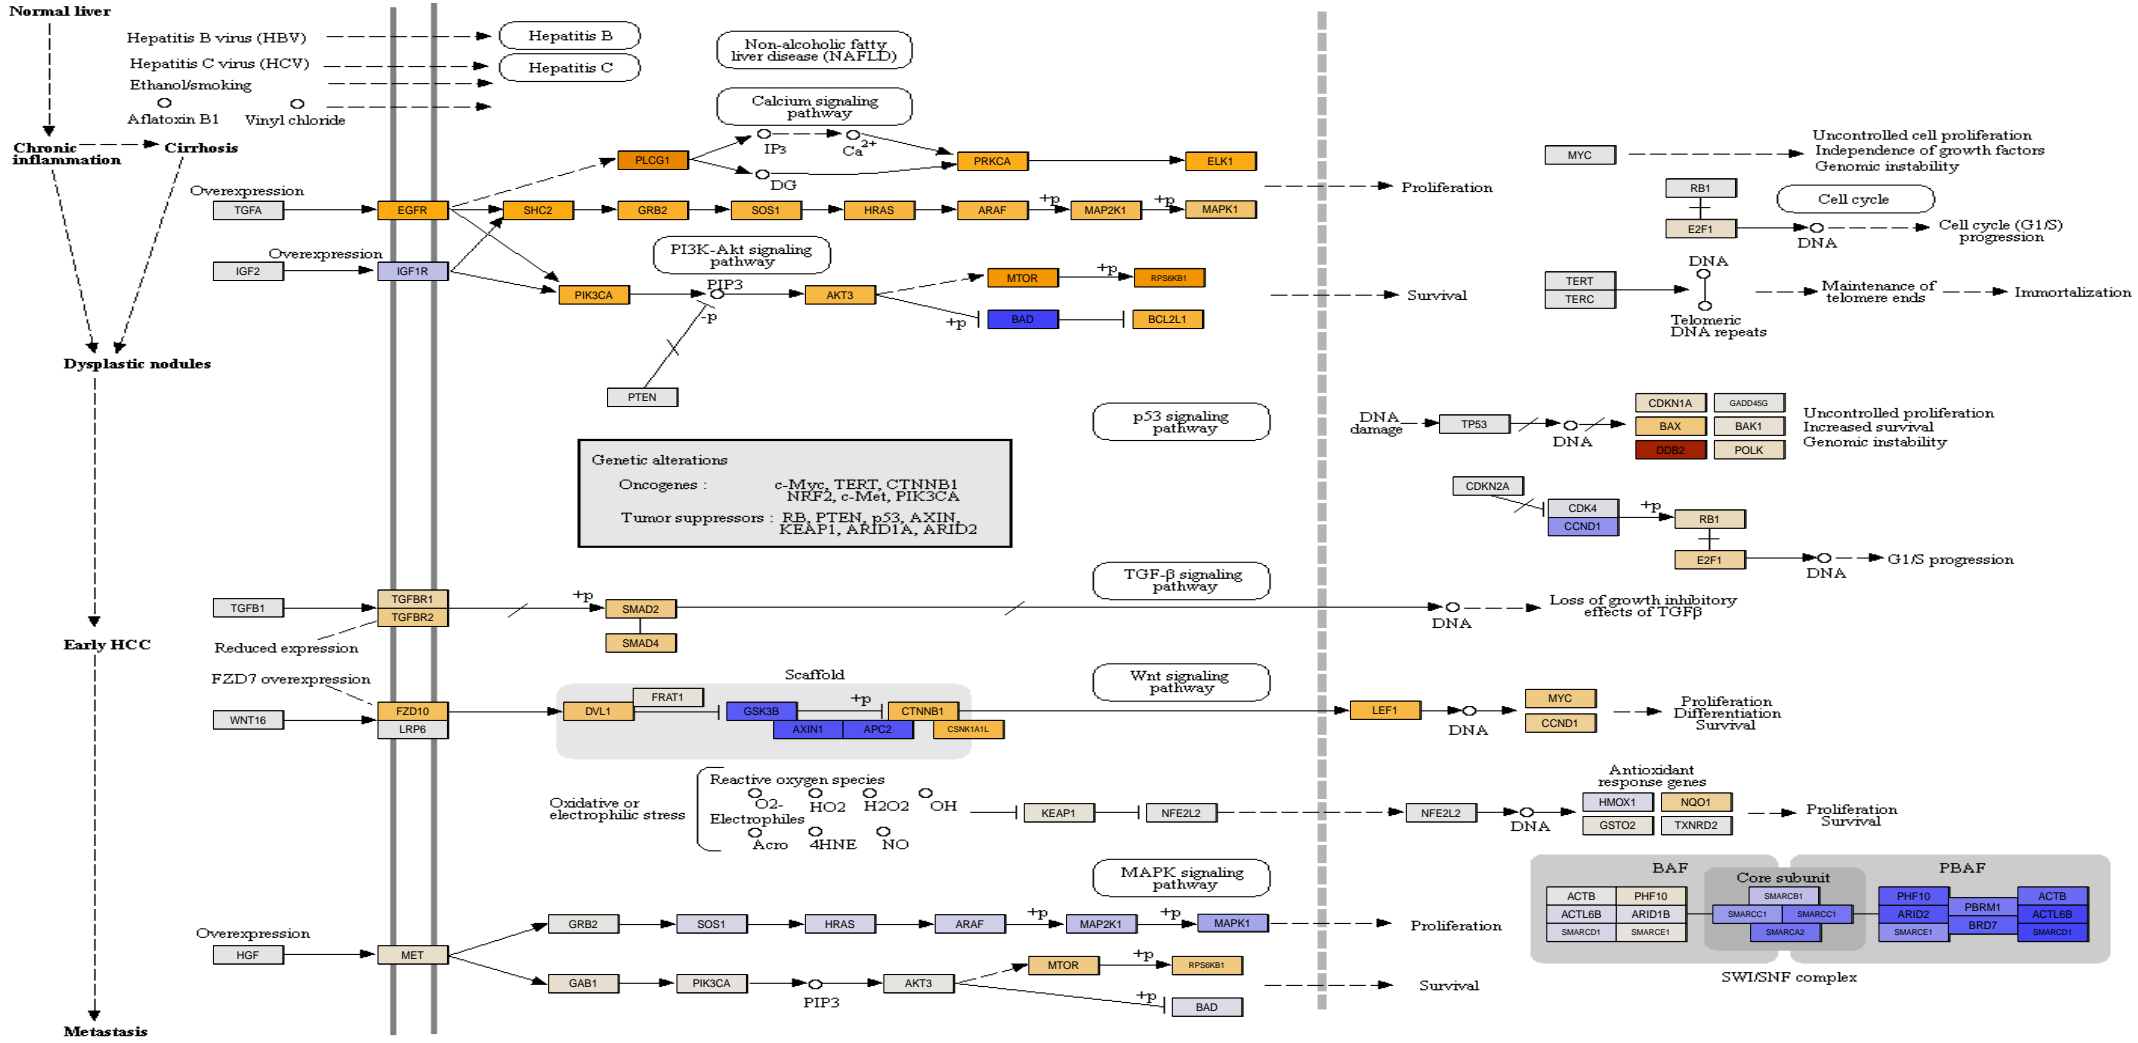 Normal liver
Hepatitis B virus (HBV)
Hepatitis B
Hepatitis C virus (HCV)
Hepatitis C
Ethanol/smoking
Aflatoxin B1
Vinyl chloride
Non-alcoholic fatty
liver disease (NAFLD)
Calcium signaling
pathway
Chronic
inflammation
Cirrhosis
IP3
Ca2+
DG
PLCG1
PRKCA
ELK1
Overexpression
TGFA
EGFR
SHC2
GRB2
SOS1
HRAS
ARAF
+p
MAP2K1
+p
MAPK1
Proliferation
Overexpression
IGF2
IGF1R
PI3K-Akt signaling
pathway
PIK3CA
PIP3
-p
AKT3
MTOR
+p
RPS6KB1
+p
BAD
BCL2L1
Survival
PTEN
Dysplastic nodules
MYC
Uncontrolled cell proliferation
Independence of growth factors
Genomic instability
RB1
E2F1
Cell cycle
DNA
Cell cycle (G1/S)
progression
TERT
TERC
DNA
Telomeric
DNA repeats
Maintenance of
telomere ends
Immortalization
p53 signaling
pathway
DNA
damage
TP53
DNA
CDKN1A
GADD45G
BAX
BAK1
DDB2
POLK
Uncontrolled proliferation
Increased survival
Genomic instability
Genetic alterations
Oncogenes :
c-Myc, TERT, CTNNB1
NRF2, c-Met, PIK3CA
Tumor suppressors :
RB, PTEN, p53, AXIN,
KEAP1, ARID1A, ARID2
CDKN2A
CDK4
CCND1
+p
RB1
E2F1
DNA
G1/S progression
TGF-β signaling
pathway
TGFB1
TGFBR1
TGFBR2
Reduced expression
+p
SMAD2
SMAD4
DNA
Loss of growth inhibitory
effects of TGFβ
Early HCC
FZD7 overexpression
WNT16
FZD10
LRP6
Scaffold
DVL1
FRAT1
GSK3B
+p
CTNNB1
AXIN1
APC2
CSNK1A1L
Wnt signaling
pathway
LEF1
DNA
MYC
CCND1
Proliferation
Differentiation
Survival
Oxidative or
electrophilic stress
Reactive oxygen species
O2-
HO2
H2O2
OH
Electrophiles
Acro
4HNE
NO
KEAP1
NFE2L2
NFE2L2
DNA
Antioxidant
response genes
HMOX1
NQO1
GSTO2
TXNRD2
Proliferation
Survival
MAPK signaling
pathway
Overexpression
HGF
MET
GRB2
SOS1
HRAS
ARAF
+p
MAP2K1
+p
MAPK1
Proliferation
GAB1
PIK3CA
PIP3
AKT3
MTOR
+p
RPS6KB1
+p
BAD
Survival
BAF
PBAF
Core subunit
ACTB
PHF10
ACTL6B
ARID1B
SMARCD1
SMARCE1
SMARCB1
SMARCC1
SMARCC1
SMARCA2
PHF10
ARID2
SMARCE1
PBRM1
BRD7
ACTB
ACTL6B
SMARCD1
SWI/SNF complex
Metastasis